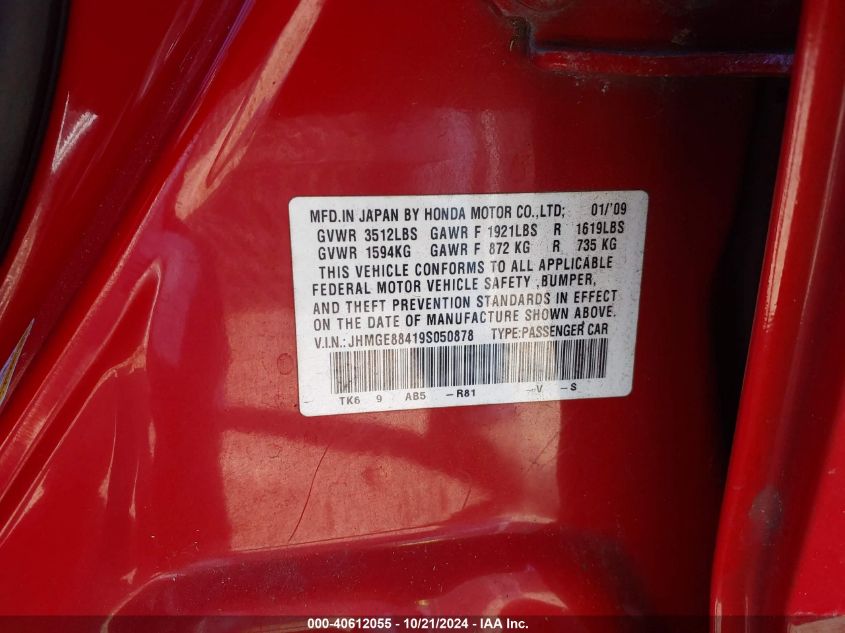 MFD.IN JAPAN BY HONDA MOTOR CO.,LTD; 01/'09
GVWR 3512LBS GAWR F 1921LBS R 1619LBS
GVWR 1594KG GAWR F 872 KG R 735 KG
THIS VEHICLE CONFORMS TO ALL APPLICABLE
FEDERAL MOTOR VEHICLE SAFETY ,BUMPER,
AND THEFT PREVENTION STANDARDS IN EFFECT
ON THE DATE OF MANUFACTURE SHOWN ABOVE.
V.I.N.: JHMGE88419S050878 TYPE:PASSENGER CAR
TK6 9 AB5 -R81 -V -S
000-40612055 - 10/21/2024 - IAA Inc.